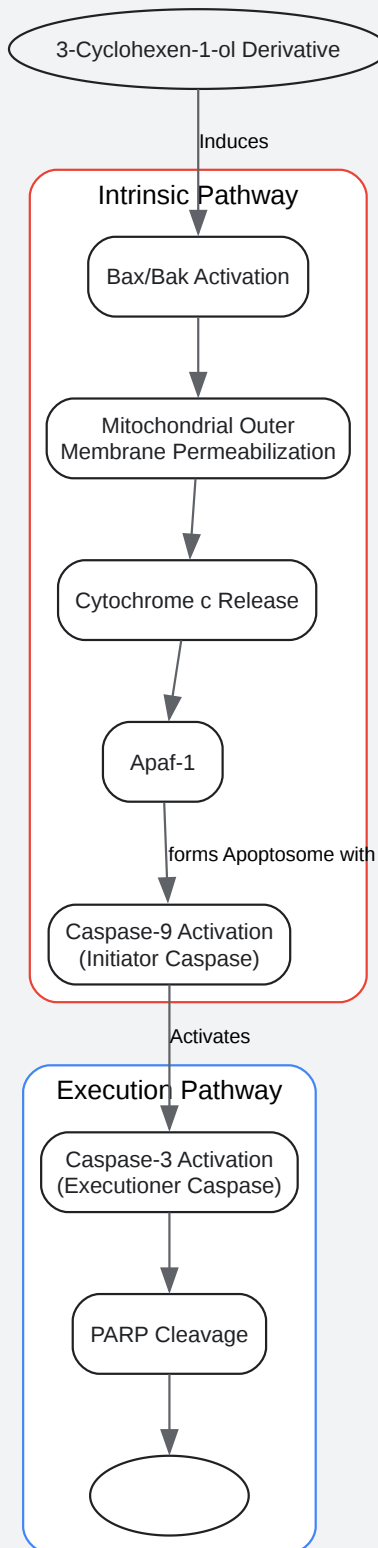 3-Cyclohexen-1-ol Derivative
Induces
Intrinsic Pathway
Bax/Bak Activation
Mitochondrial Outer
Membrane Permeabilization
Cytochrome c Release
Apaf-1
forms Apoptosome with
Caspase-9 Activation
(Initiator Caspase)
Activates
Execution Pathway
Caspase-3 Activation
(Executioner Caspase)
PARP Cleavage